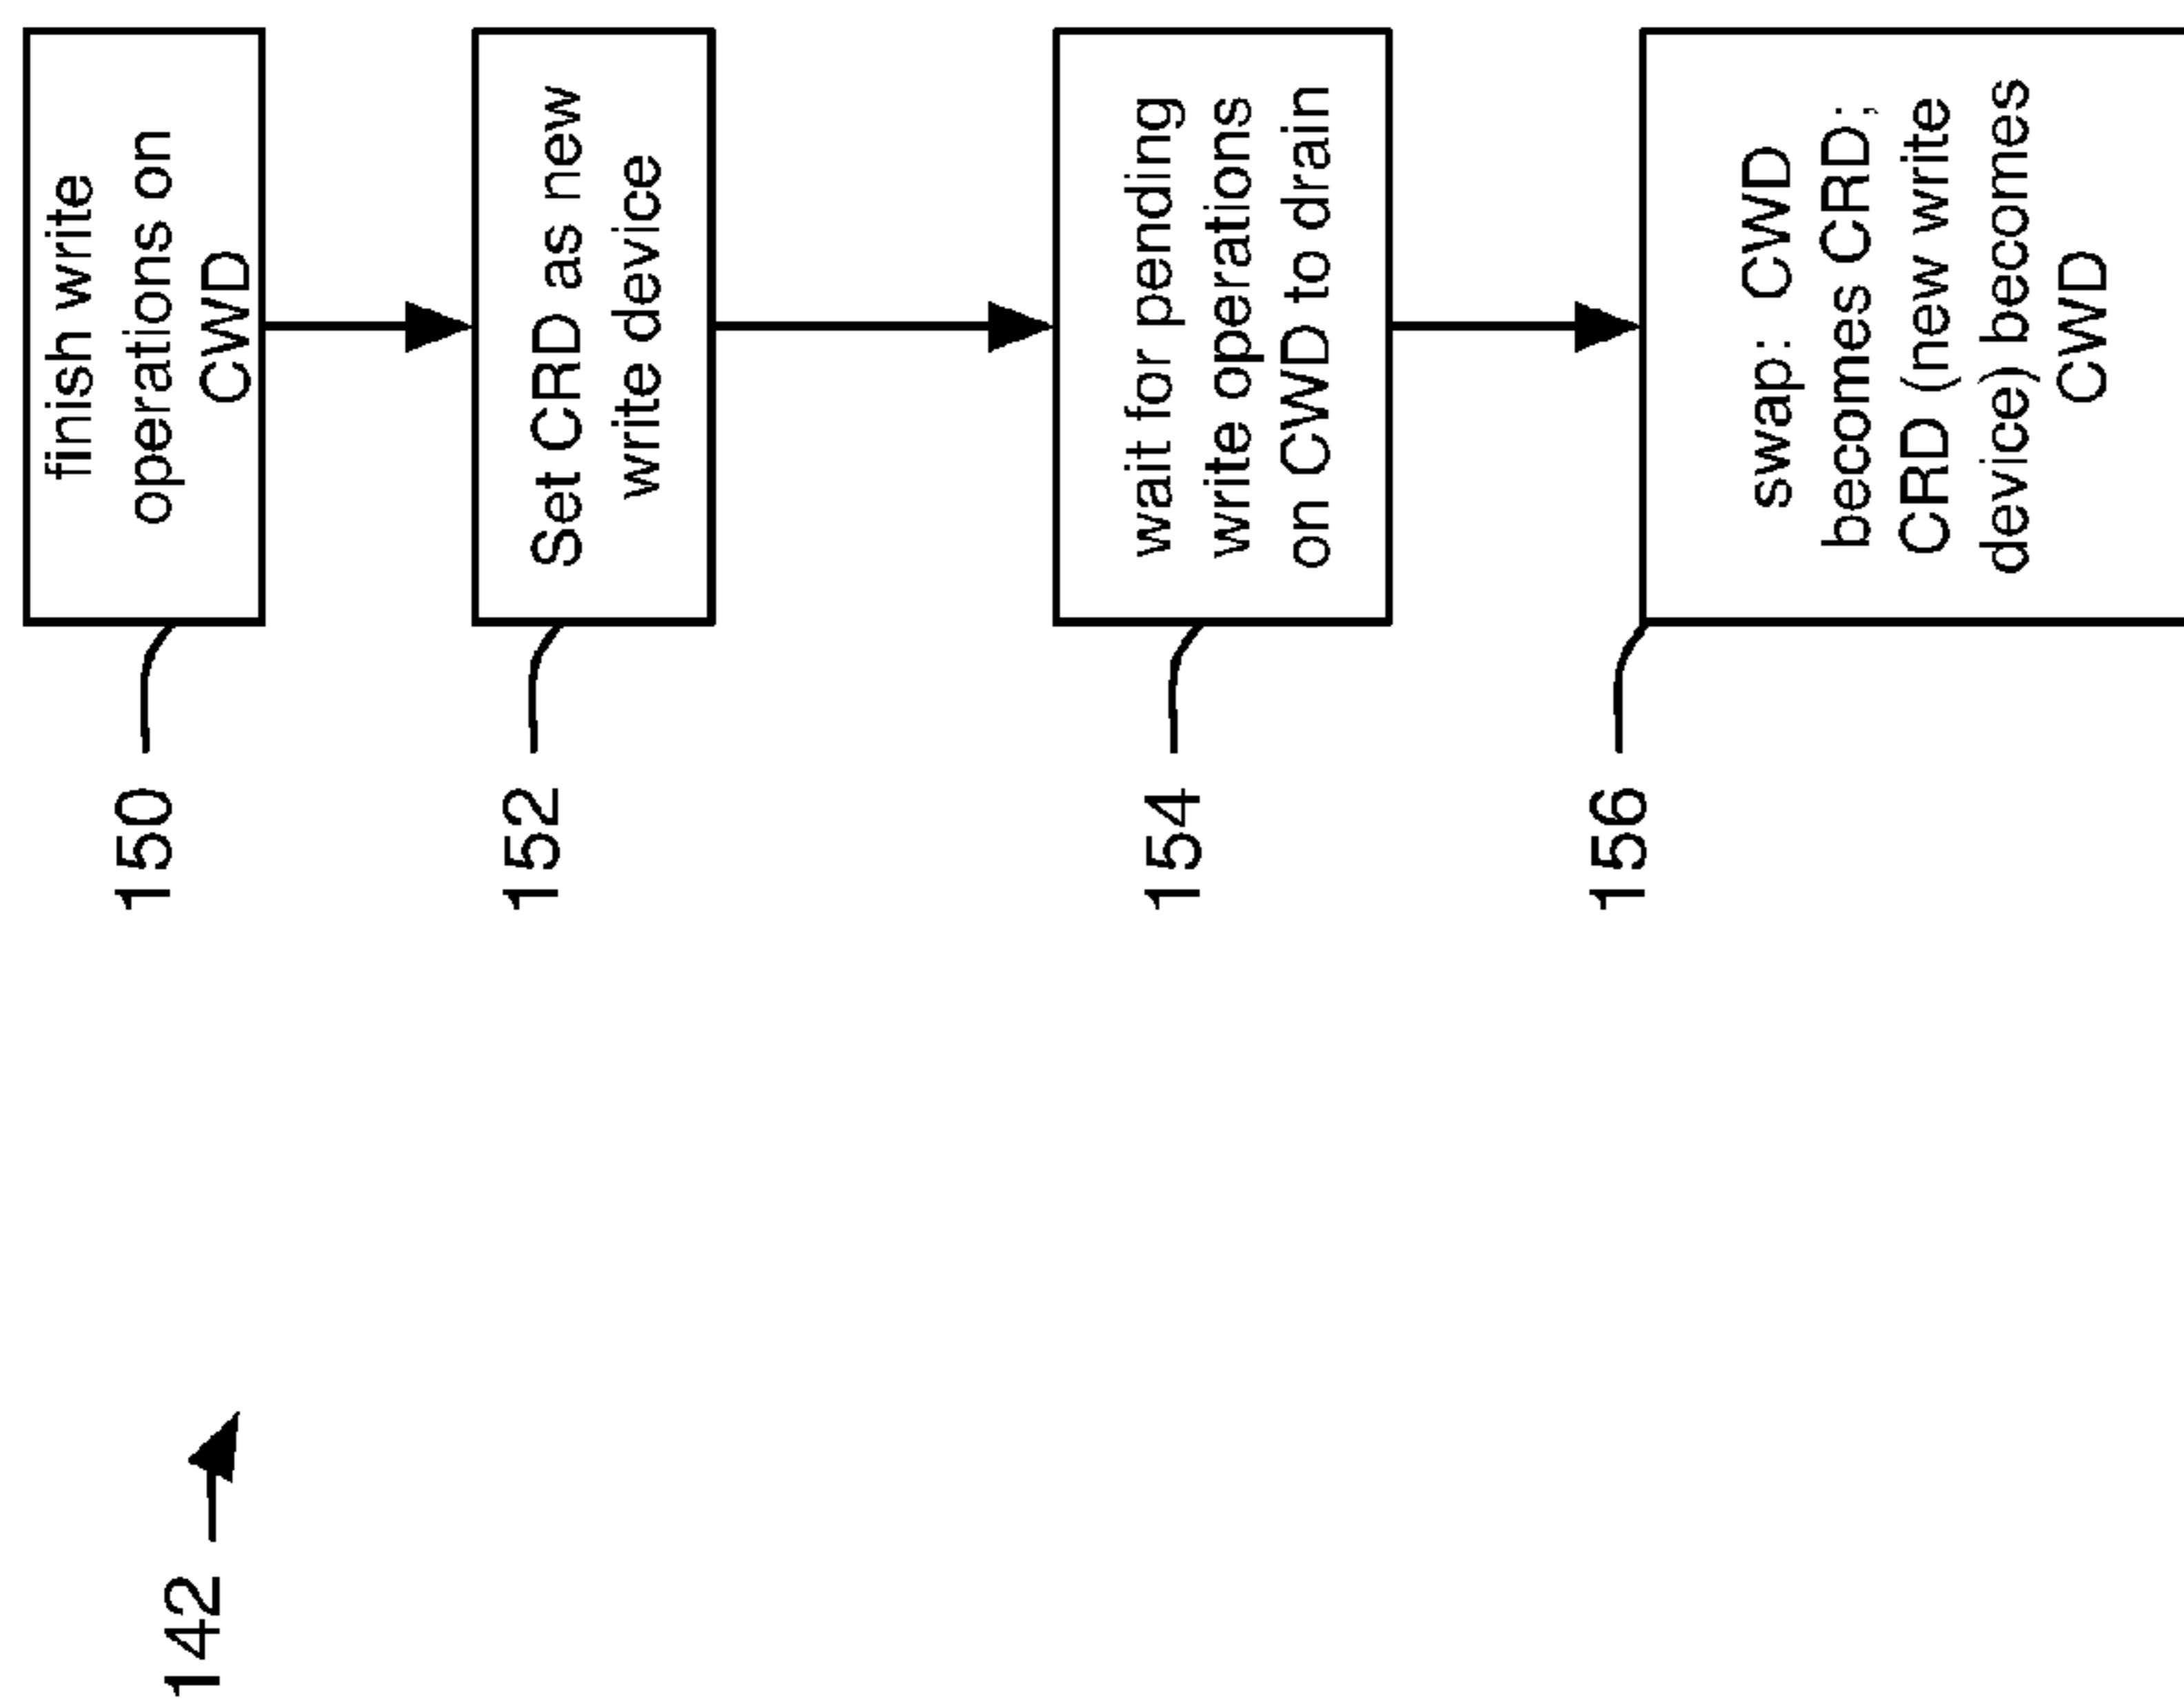 142
150
finish write
operations on
CWD
152
Set CRD as new
write device
154
wait for pending
write operations
on CWD to drain
156
swap: CWD
becomes CRD;
CRD (new write
device) becomes
CWD